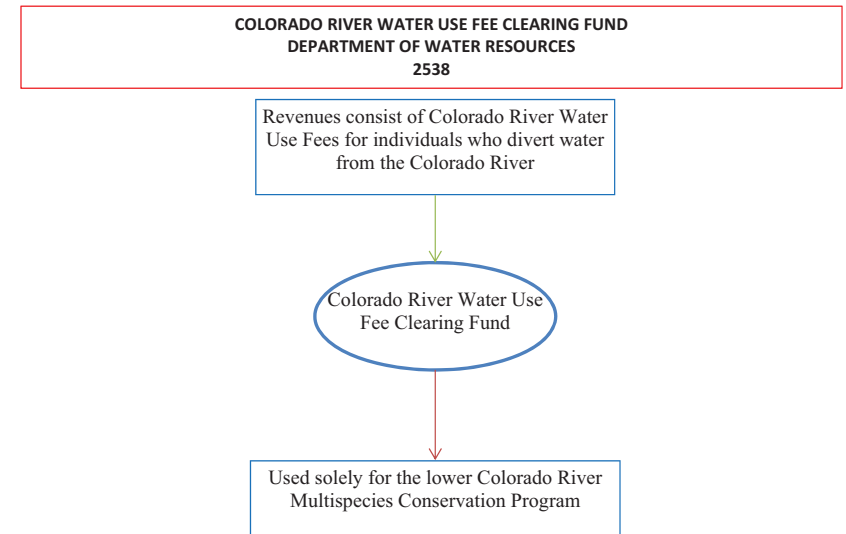 COLORADO RIVER WATER USE FEE CLEARING FUND
DEPARTMENT OF WATER RESOURCES
2538
Revenues consist of Colorado River Water
Use Fees for individuals who divert water
from the Colorado River
Colorado River Water Use
Fee Clearing Fund
Used solely for the lower Colorado River
Multispecies Conservation Program